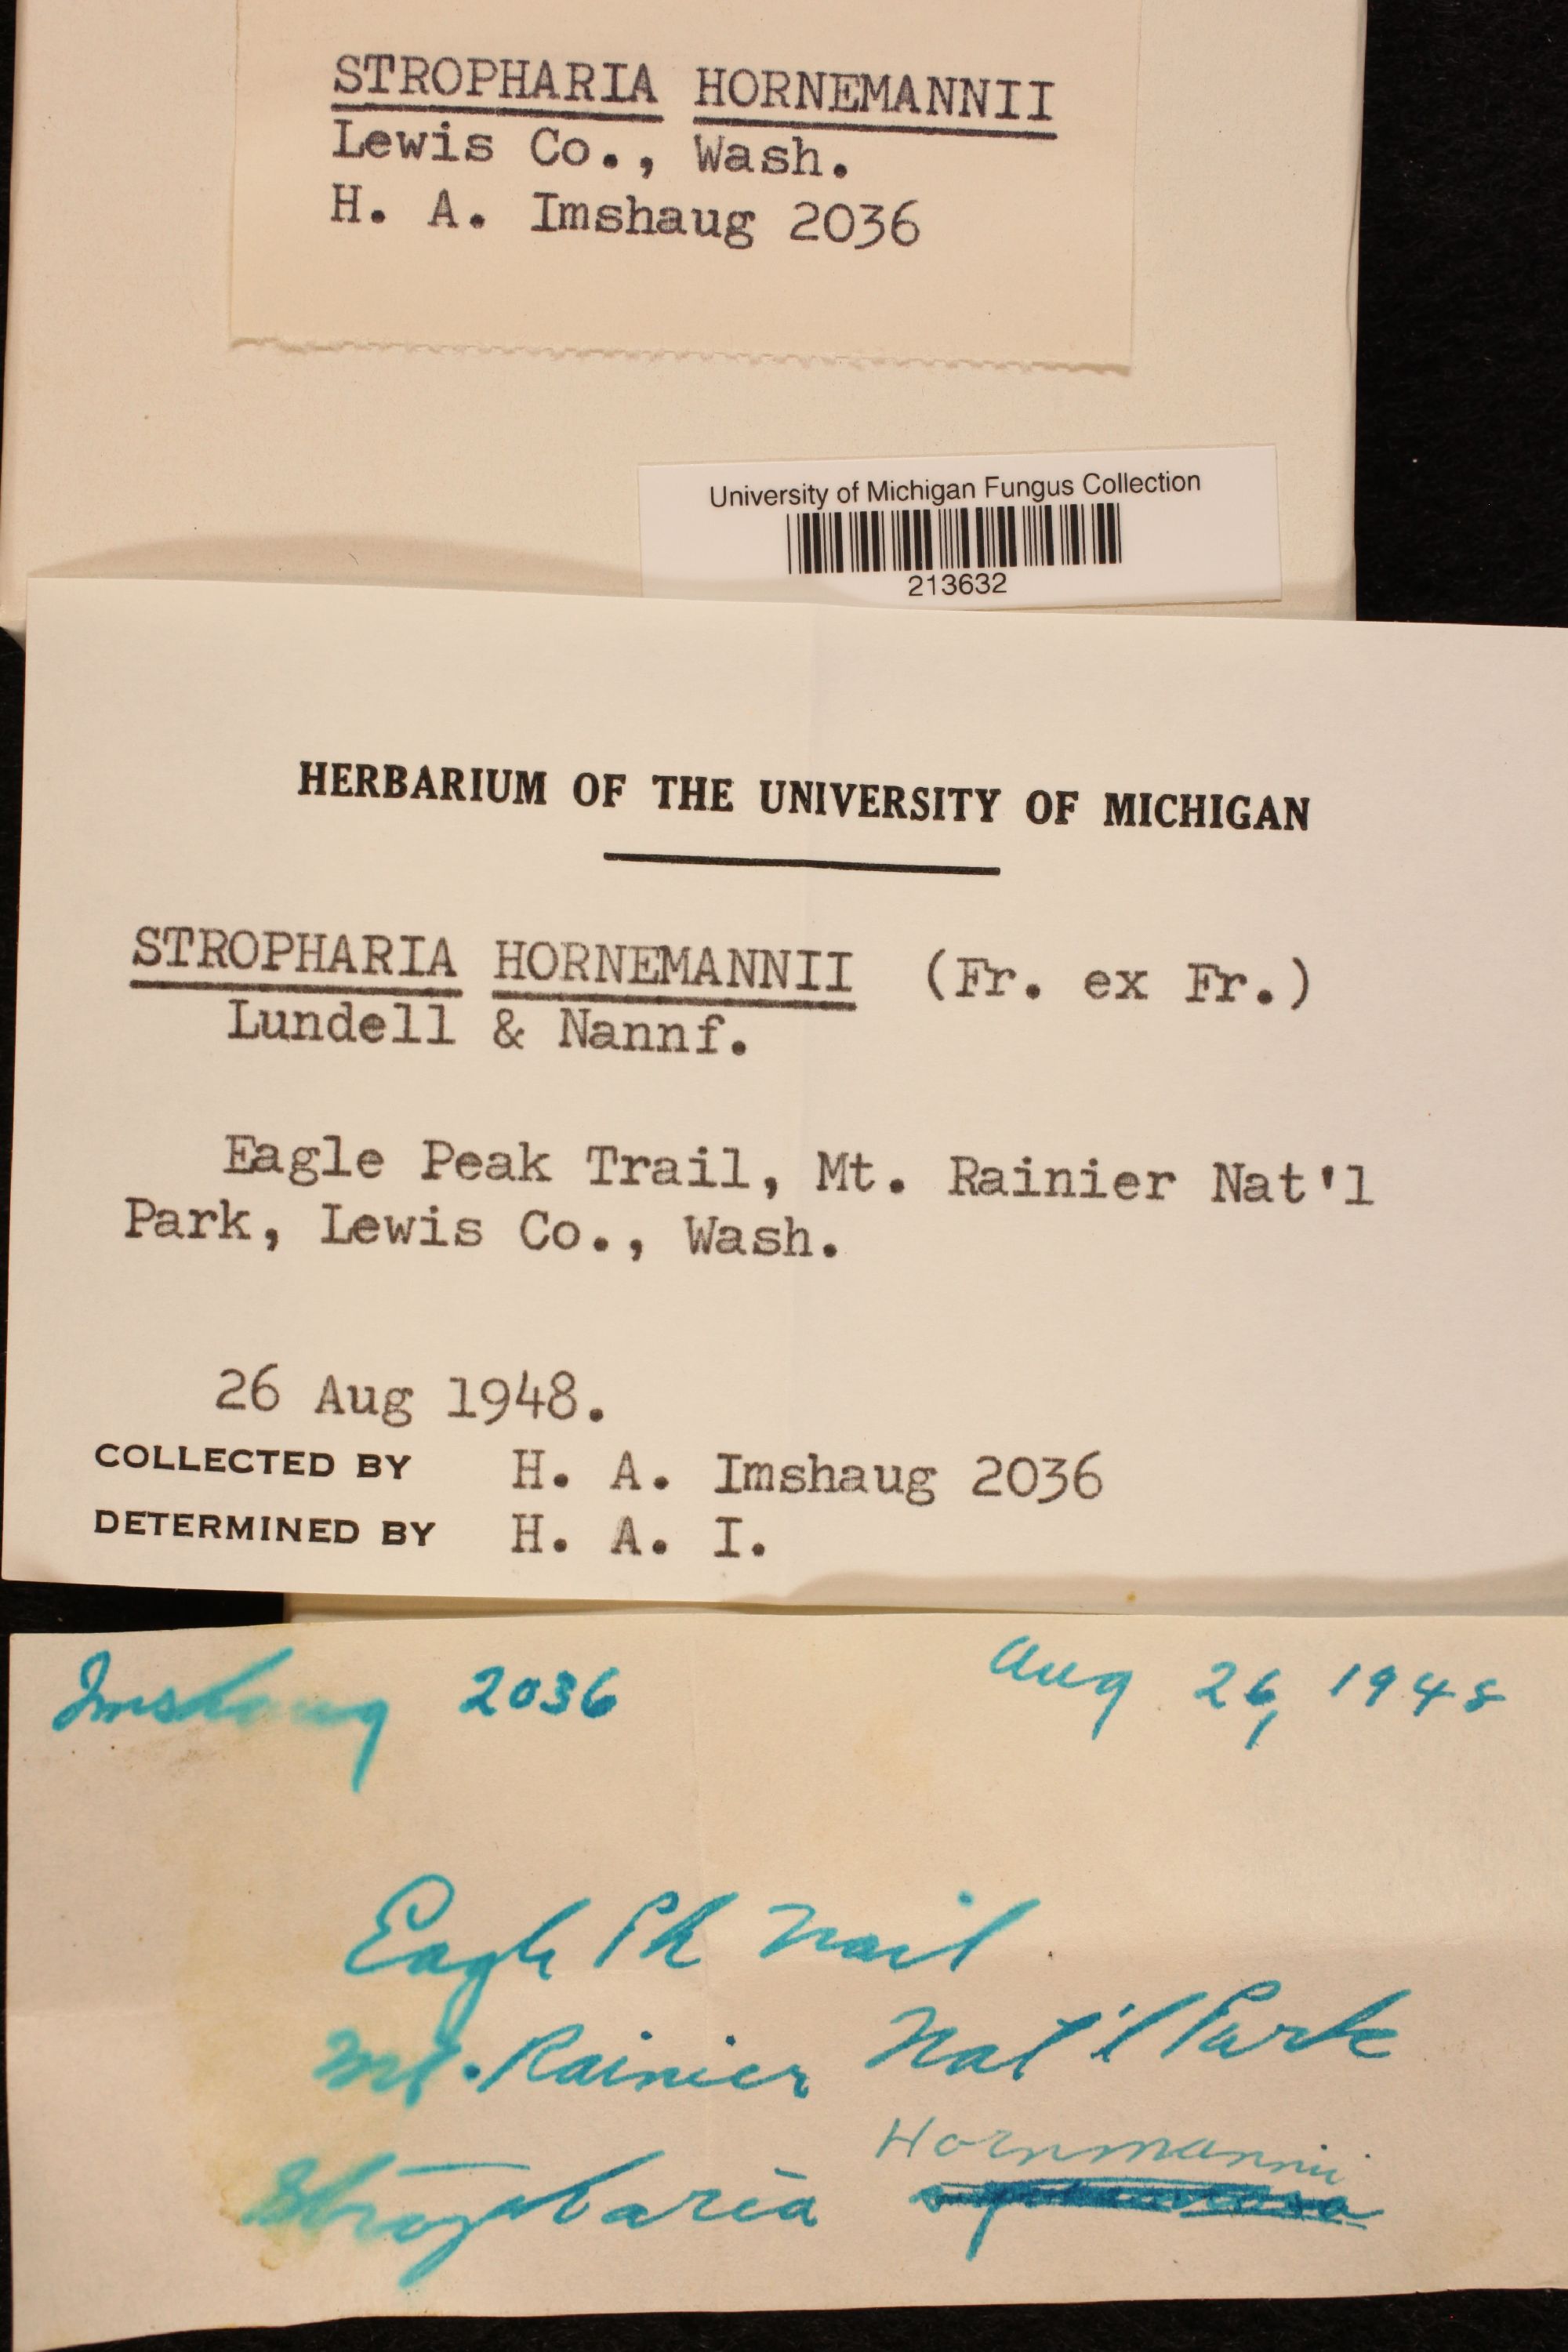 STROPHARIA HORNEMANNII
Lewis Co., Wash.
H. A. Imshaug 2036
University of Michigan Fungus Collection
213632
HERBARIUM OF THE UNIVERSITY OF MICHIGAN
STROPHARIA HORNEMANNII (Fr. ex Fr.)
Lundell & Nannf.
Eagle Peak Trail, Mt. Rainier Nat'l
Park, Lewis Co., Wash.
26 Aug 1948.
COLLECTED BY H. A. Imshaug 2036
DETERMINED BY H. A. I.
Imshaug 2036 Aug 26, 1948
Eagle Pk Trail
Mt. Rainier Nat'l Park
Hornmannii
Stropharia